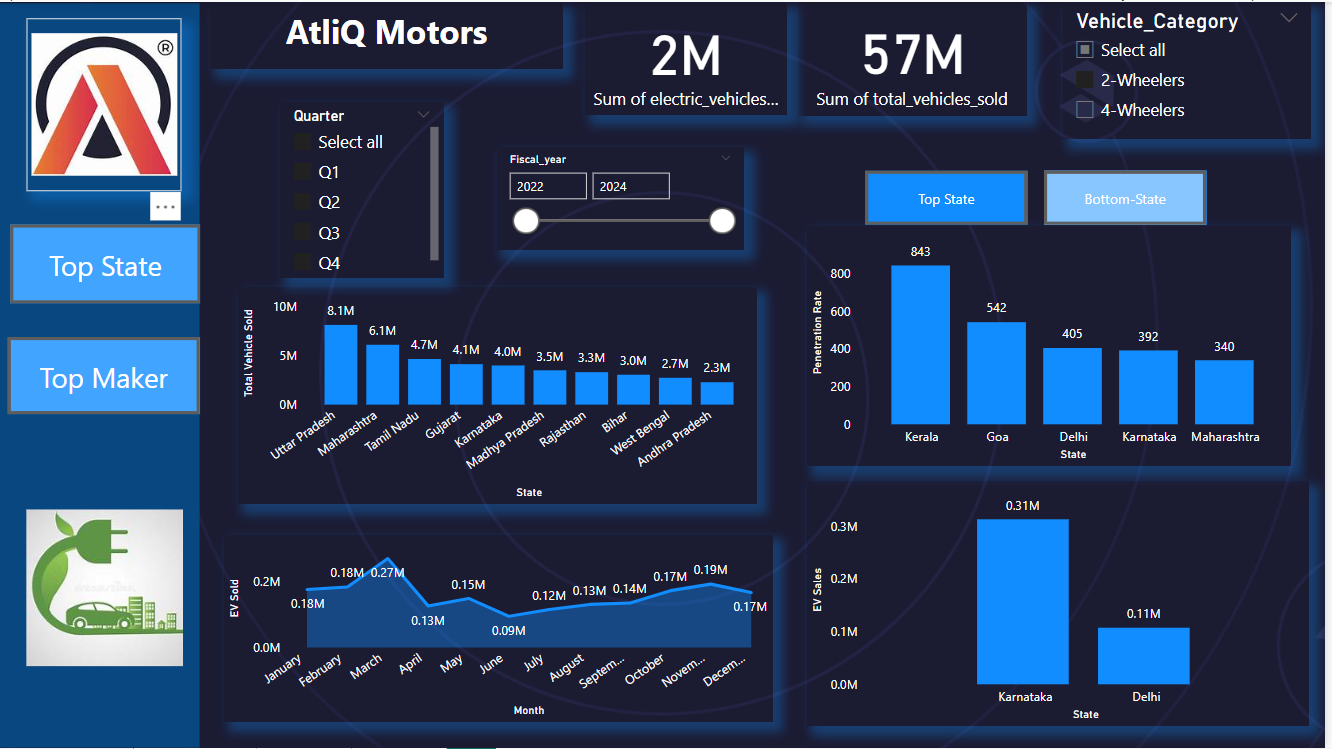 AtliQ Motors
2M
Sum of electric_vehicles...
57M
Sum of total_vehicles_sold
Vehicle_Category
Select all
2-Wheelers
4-Wheelers
®
Quarter
Select all
Q1
Q2
Q3
Q4
Fiscal_year
2022
2024
Top State
Bottom-State
Top State
Top Maker
Total Vehicle Sold
10M
5M
0M
8.1M
6.1M
4.7M
4.1M
4.0M
3.5M
3.3M
3.0M
2.7M
2.3M
Uttar Pradesh
Maharashtra
Tamil Nadu
Gujarat
Karnataka
Madhya Pradesh
Rajasthan
Bihar
West Bengal
Andhra Pradesh
State
Penetration Rate
800
600
400
200
0
843
542
405
392
340
Kerala
Goa
Delhi
Karnataka
Maharashtra
State
EV Sold
0.2M
0.0M
0.18M
0.18M
0.27M
0.13M
0.15M
0.09M
0.12M
0.13M
0.14M
0.17M
0.19M
0.17M
January
February
March
April
May
June
July
August
Septem...
October
Novem...
Decem...
Month
EV Sales
0.3M
0.2M
0.1M
0.0M
0.31M
0.11M
Karnataka
Delhi
State